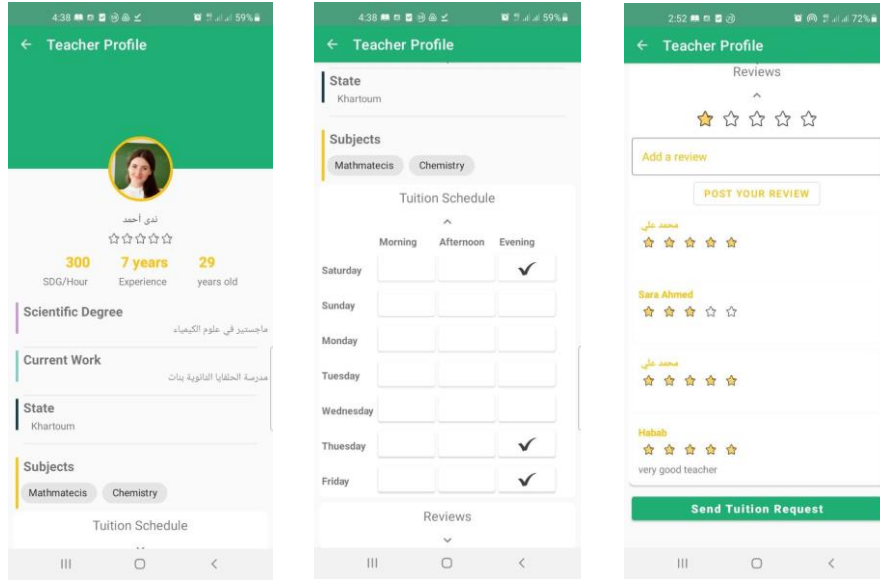 4:38
59%
Teacher Profile
ندى أحمد
300 7 years 29
SDG/Hour Experience years old
Scientific Degree
ماجستير في علوم الكيمياء
Current Work
مدرسة الحلفايا الثانوية بنات
State
Khartoum
Subjects
Mathmatecis Chemistry
Tuition Schedule
4:38
59%
Teacher Profile
State
Khartoum
Subjects
Mathmatecis Chemistry
Tuition Schedule
Morning Afternoon Evening
Saturday
Sunday
Monday
Tuesday
Wednesday
Thuesday
Friday
Reviews
2:52
72%
Teacher Profile
Reviews
Add a review
POST YOUR REVIEW
محمد علي
Sara Ahmed
محمد علي
Habab
very good teacher
Send Tuition Request